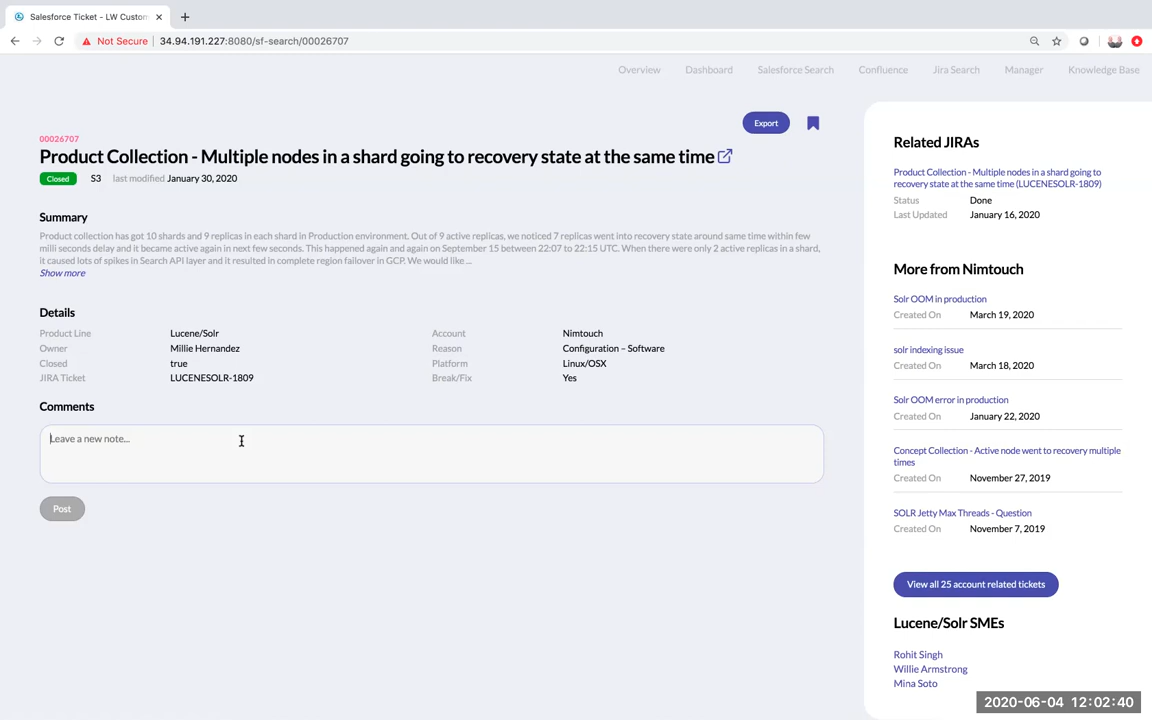 Salesforce Ticket - LW Custom
Not Secure
34.94.191.227:8080/sf-search/00026707
Overview
Dashboard
Salesforce Search
Confluence
Jira Search
Manager
Knowledge Base
Export
00026707
Product Collection - Multiple nodes in a shard going to recovery state at the same time
Closed
S3
last modified January 30, 2020
Summary
Product collection has got 10 shards and 9 replicas in each shard in Production environment. Out of 9 active replicas, we noticed 7 replicas went into recovery state around same time within few
milli seconds delay and it became active again in next few seconds. This happened again and again on September 15 between 22:07 to 22:15 UTC. When there were only 2 active replicas in a shard,
it caused lots of spikes in Search API layer and it resulted in complete region failover in GCP. We would like ...
Show more
Details
Product Line Lucene/Solr
Owner Millie Hernandez
Closed true
JIRA Ticket LUCENESOLR-1809
Account Nimtouch
Reason Configuration – Software
Platform Linux/OSX
Break/Fix Yes
Comments
Leave a new note...
Post
Related JIRAs
Product Collection - Multiple nodes in a shard going to
recovery state at the same time (LUCENESOLR-1809)
Status Done
Last Updated January 16, 2020
More from Nimtouch
Solr OOM in production
Created On March 19, 2020
solr indexing issue
Created On March 18, 2020
Solr OOM error in production
Created On January 22, 2020
Concept Collection - Active node went to recovery multiple
times
Created On November 27, 2019
SOLR Jetty Max Threads - Question
Created On November 7, 2019
View all 25 account related tickets
Lucene/Solr SMEs
Rohit Singh
Willie Armstrong
Mina Soto
2020-06-04 12:02:40